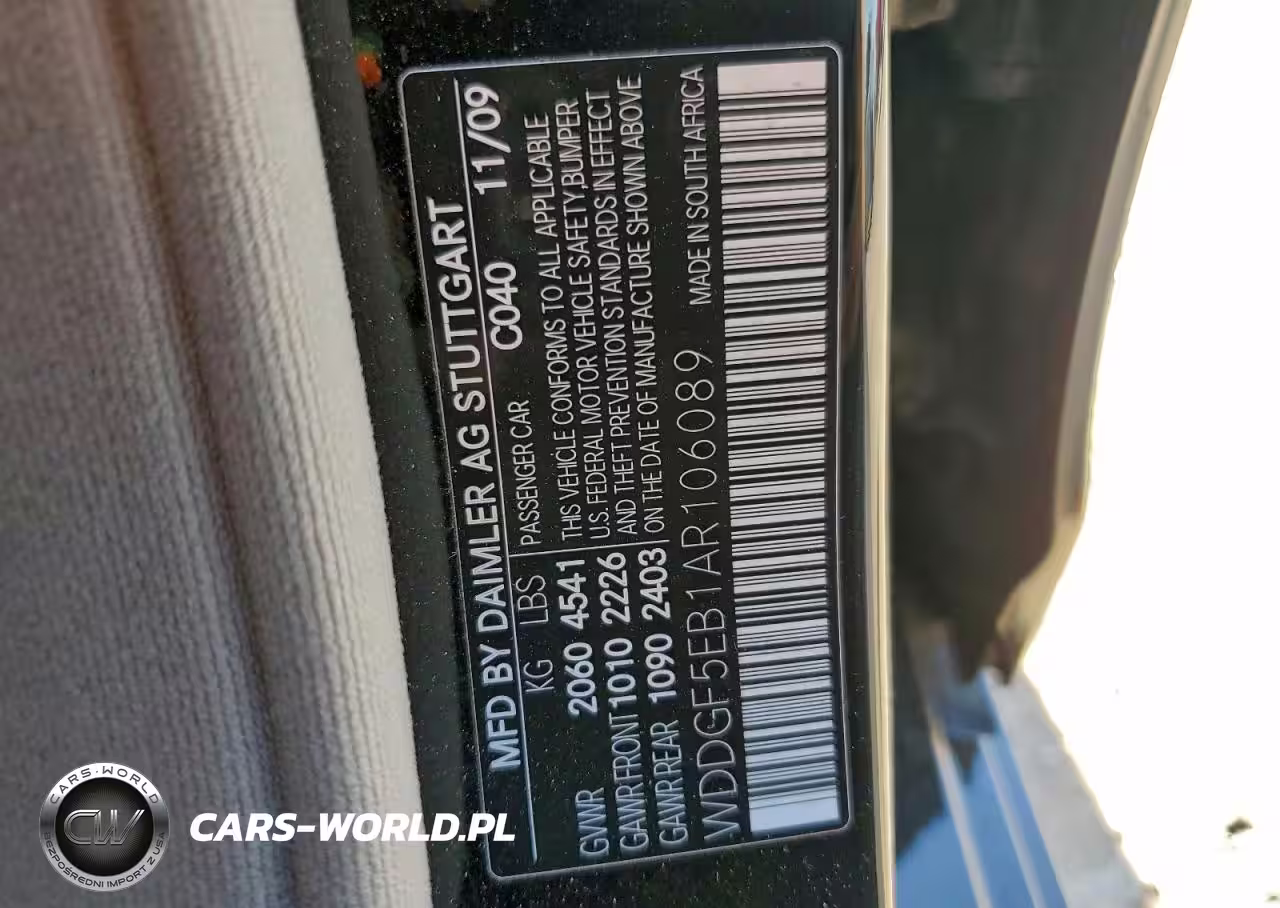 MFD BY DAIMLER AG STUTTGART
KG LBS C040 11/09
PASSENGER CAR
GVWR 2060 4541 THIS VEHICLE CONFORMS TO ALL APPLICABLE
GAWR FRONT 1010 2226 U.S. FEDERAL MOTOR VEHICLE SAFETY,BUMPER
GAWR REAR 1090 2403 AND THEFT PREVENTION STANDARDS IN EFFECT
ON THE DATE OF MANUFACTURE SHOWN ABOVE
WDDGF5EB1AR106089 MADE IN SOUTH AFRICA
CARS-WORLD
CW
BEZPOŚREDNI IMPORT Z USA
CARS-WORLD.PL